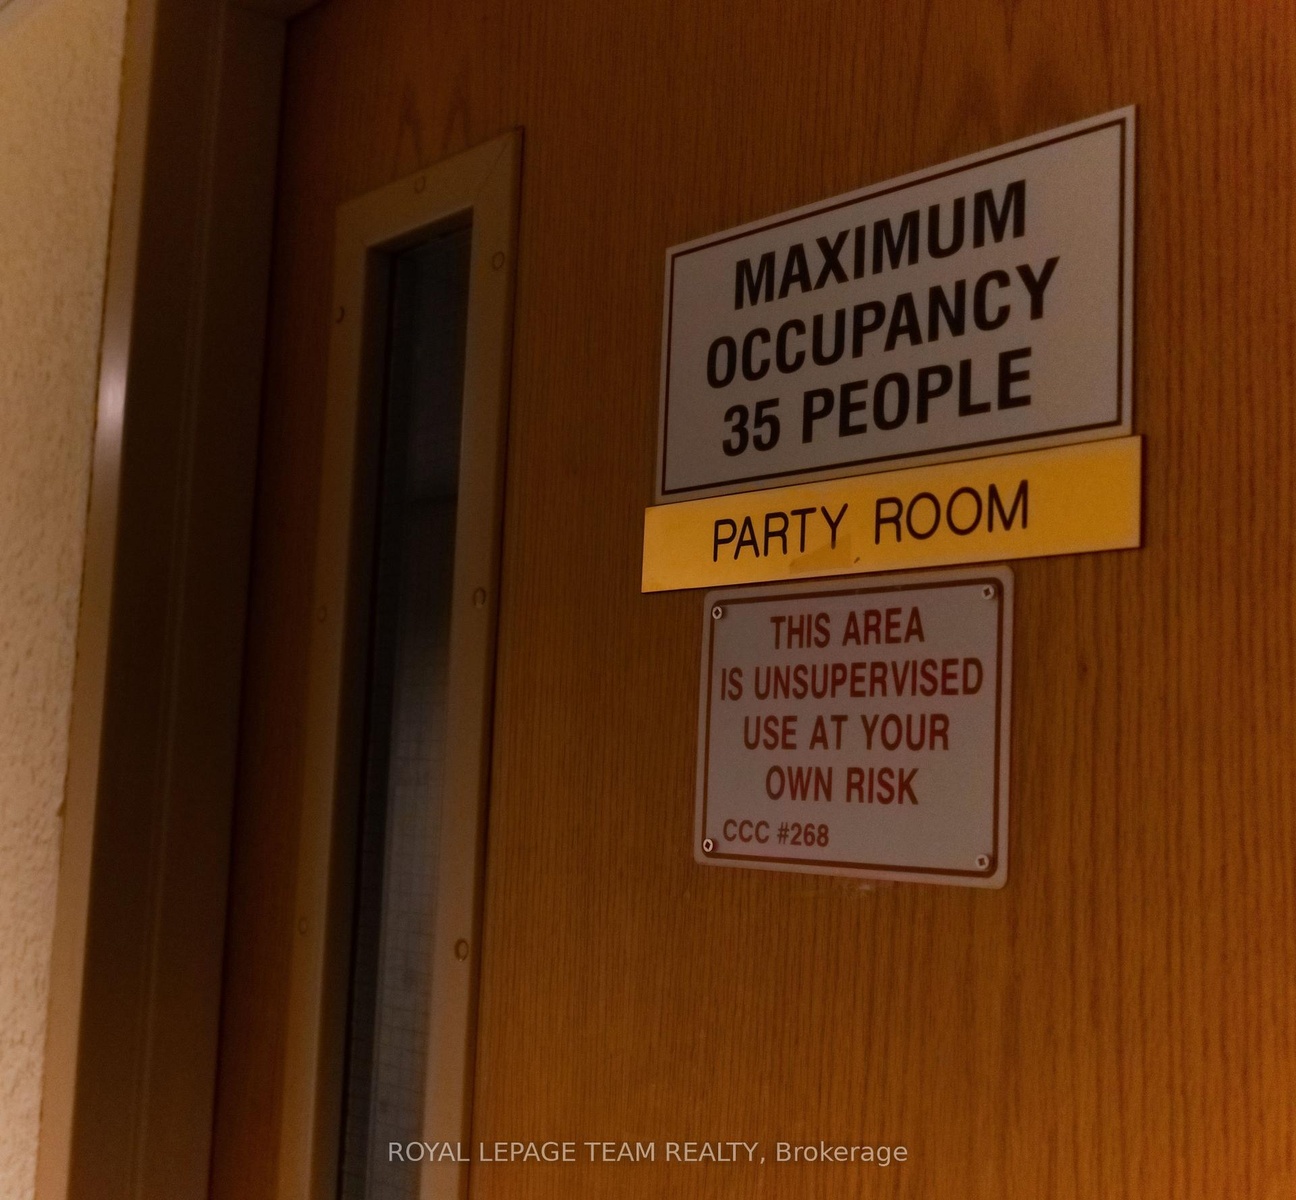 MAXIMUM
OCCUPANCY
35 PEOPLE
PARTY ROOM
THIS AREA
IS UNSUPERVISED
USE AT YOUR
OWN RISK
CCC #268
ROYAL LEPAGE TEAM REALTY, Brokerage